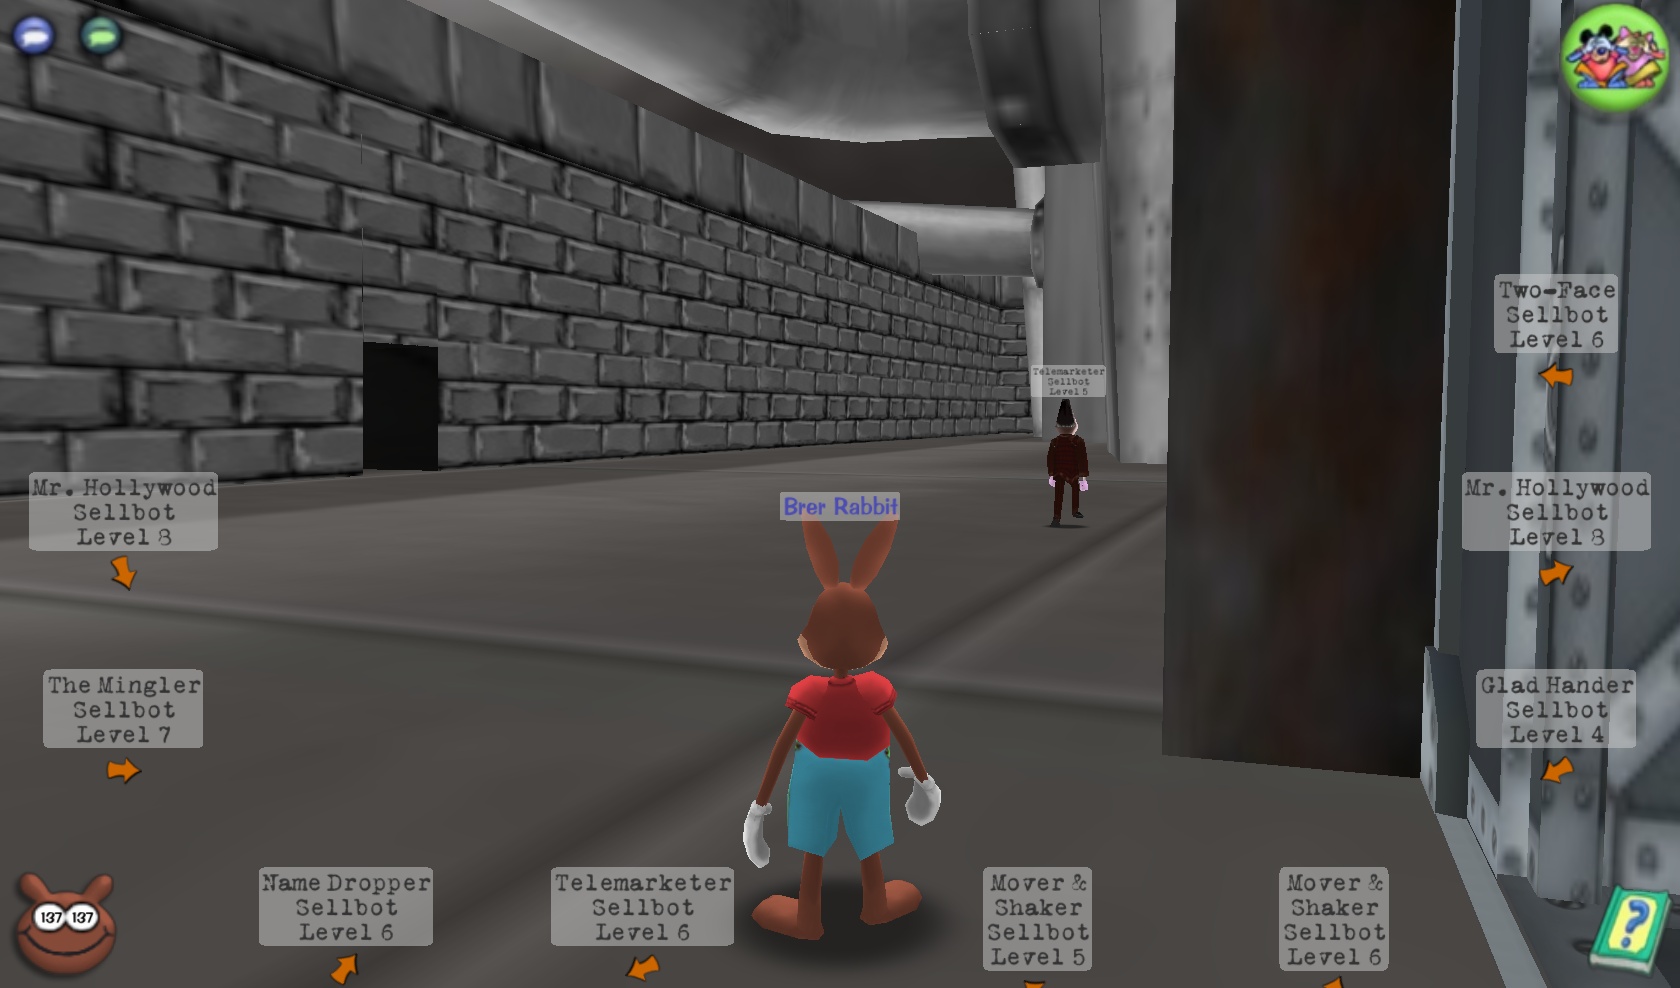 Two-Face
Sellbot
Level 6
Telemarketer
Sellbot
Level 5
Mr. Hollywood
Sellbot
Level 8
Brer Rabbit
Mr. Hollywood
Sellbot
Level 8
The Mingler
Sellbot
Level 7
Glad Hander
Sellbot
Level 4
137 137
Name Dropper
Sellbot
Level 6
Telemarketer
Sellbot
Level 6
Mover &
Shaker
Sellbot
Level 5
Mover &
Shaker
Sellbot
Level 6
?